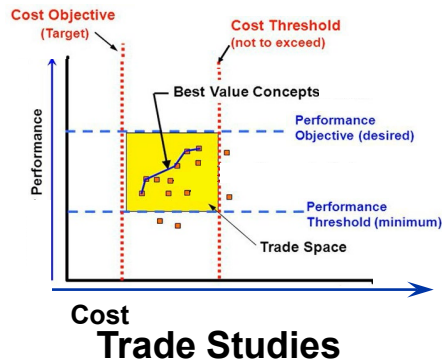 Cost Objective
(Target)
Cost Threshold
(not to exceed)
Best Value Concepts
Performance
Objective (desired)
Performance
Performance
Threshold (minimum)
Trade Space
Cost
Trade Studies